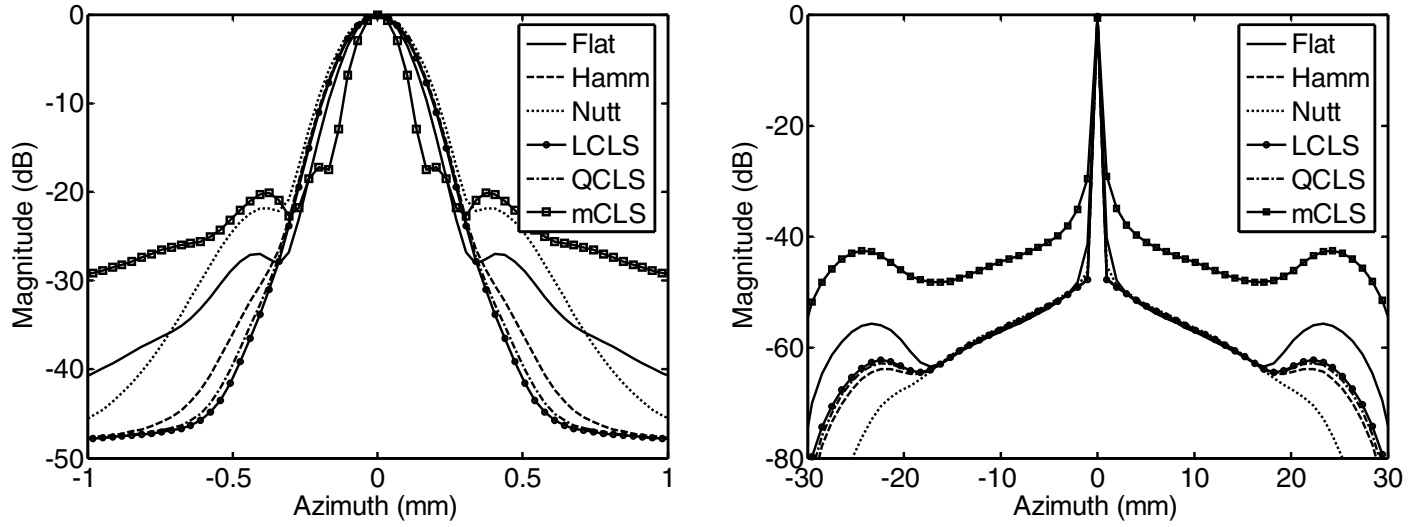 0
-10
-20
-30
-40
-50
-1
-0.5
0
0.5
1
Magnitude (dB)
Azimuth (mm)
Flat
Hamm
Nutt
LCLS
QCLS
mCLS
0
-20
-40
-60
-80
-30
-20
-10
0
10
20
30
Magnitude (dB)
Azimuth (mm)
Flat
Hamm
Nutt
LCLS
QCLS
mCLS